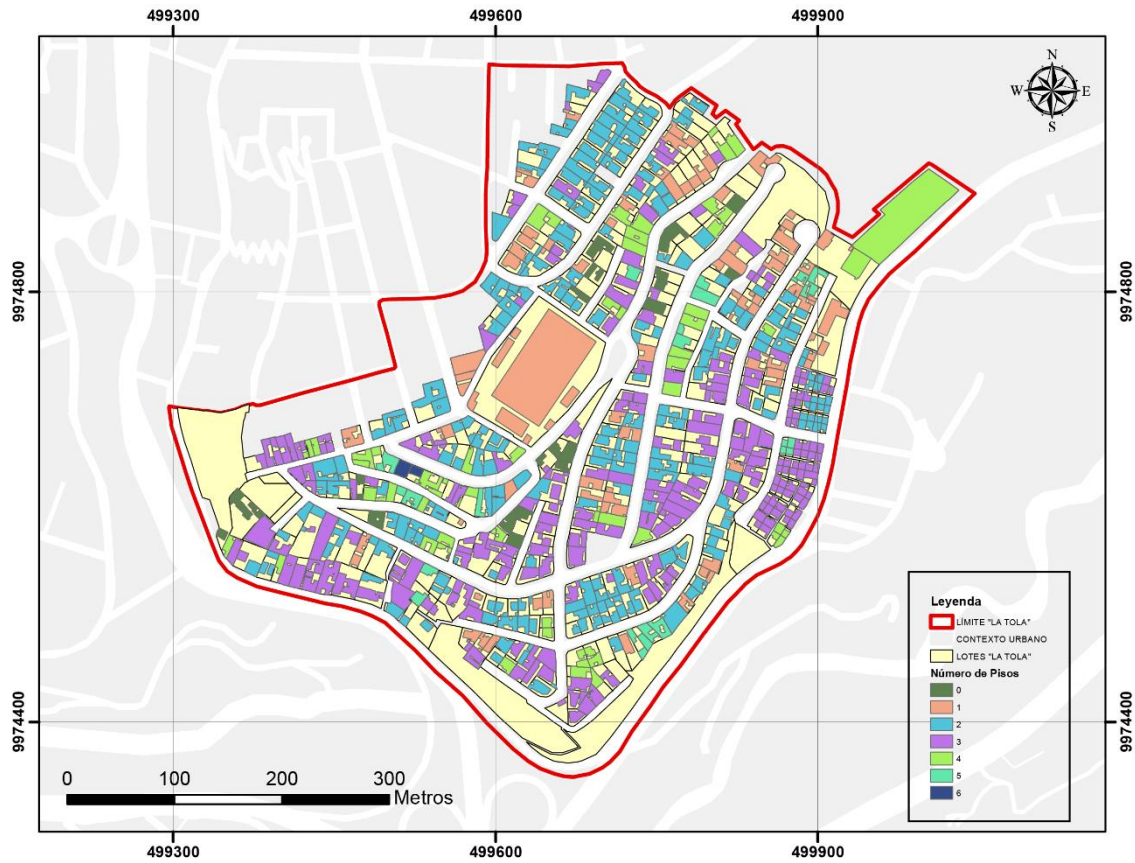 499300 499600 499900
N
W E
S
9974800 9974800
9974400 9974400
Leyenda
LÍMITE "LA TOLA"
CONTEXTO URBANO
LOTES "LA TOLA"
Número de Pisos
0
1
2
3
4
5
6
0 100 200 300
Metros
499300 499600 499900